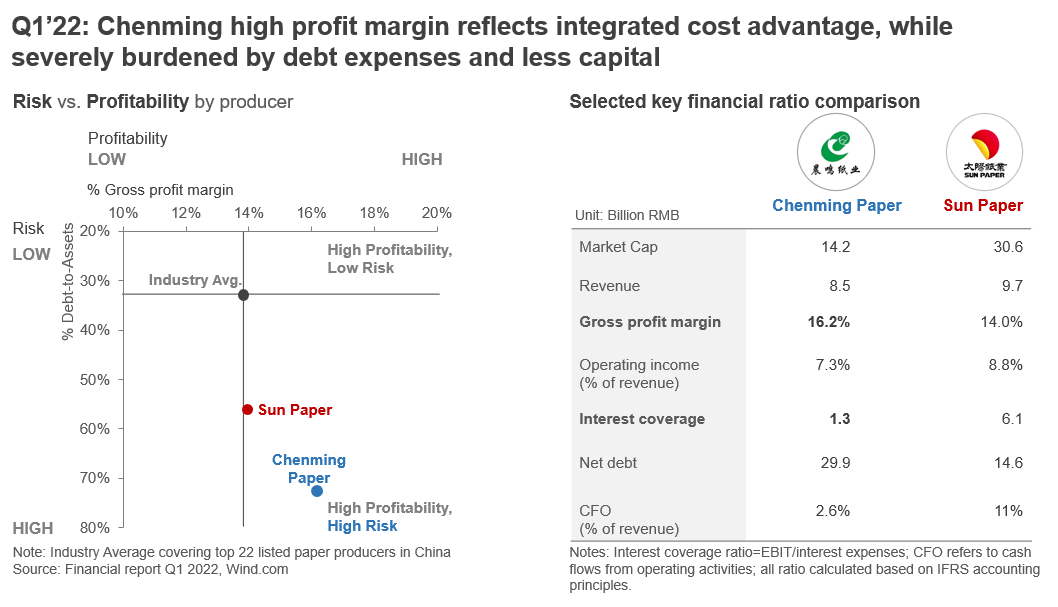 Q1’22: Chenming high profit margin reflects integrated cost advantage, while
severely burdened by debt expenses and less capital
Risk vs. Profitability by producer
Profitability
LOW HIGH
% Gross profit margin
10% 12% 14% 16% 18% 20%
Risk
LOW
HIGH
% Debt-to-Assets
20%
30%
40%
50%
60%
70%
80%
High Profitability,
Low Risk
Industry Avg.
Sun Paper
Chenming
Paper
High Profitability,
High Risk
Note: Industry Average covering top 22 listed paper producers in China
Source: Financial report Q1 2022, Wind.com
Selected key financial ratio comparison
晨鸣纸业
太陽紙業
SUN PAPER
Unit: Billion RMB
Chenming Paper Sun Paper
Market Cap 14.2 30.6
Revenue 8.5 9.7
Gross profit margin 16.2% 14.0%
Operating income 7.3% 8.8%
(% of revenue)
Interest coverage 1.3 6.1
Net debt 29.9 14.6
CFO 2.6% 11%
(% of revenue)
Notes: Interest coverage ratio=EBIT/interest expenses; CFO refers to cash
flows from operating activities; all ratio calculated based on IFRS accounting
principles.